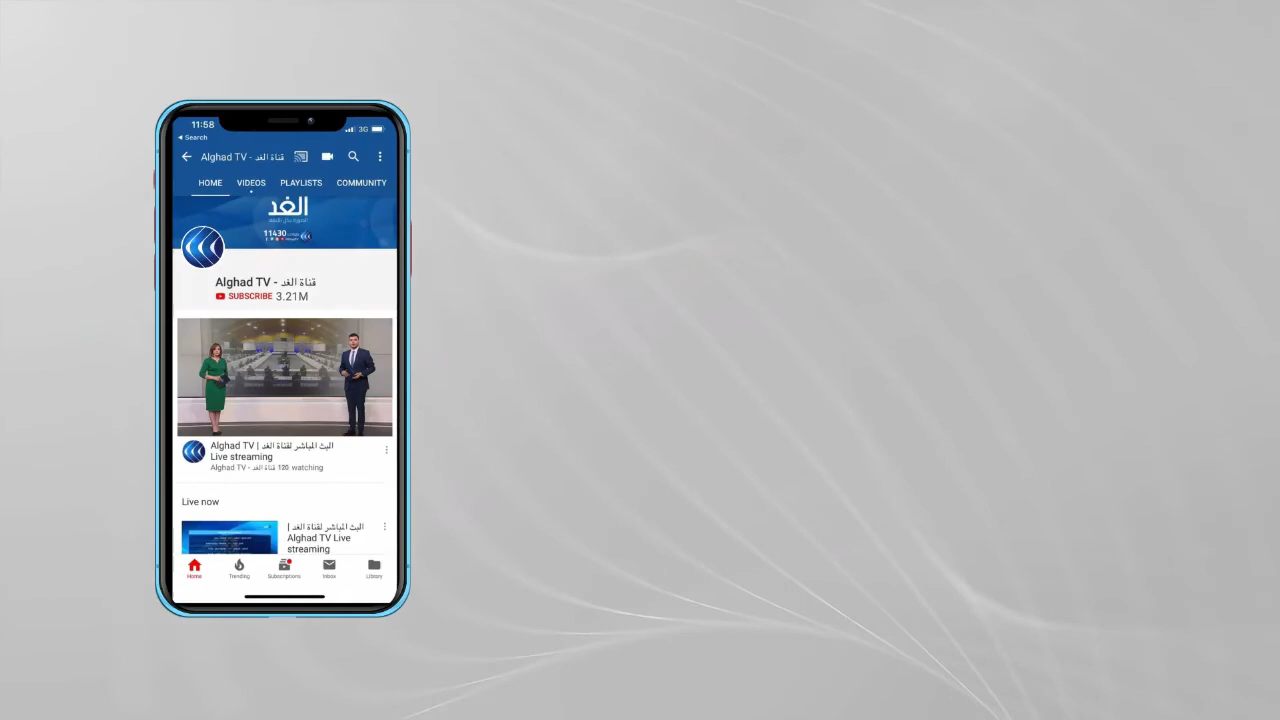 11:58
3G
Search
Alghad TV - قناة الغد
HOME VIDEOS PLAYLISTS COMMUNITY
الغد
11430
Alghad TV - قناة الغد
SUBSCRIBE 3.21M
Alghad TV | البث المباشر لقناة الغد
Live streaming
Alghad TV - قناة الغد 120 watching
Live now
البث المباشر لقناة الغد |
Alghad TV Live
streaming
Home Trending Subscriptions Inbox Library